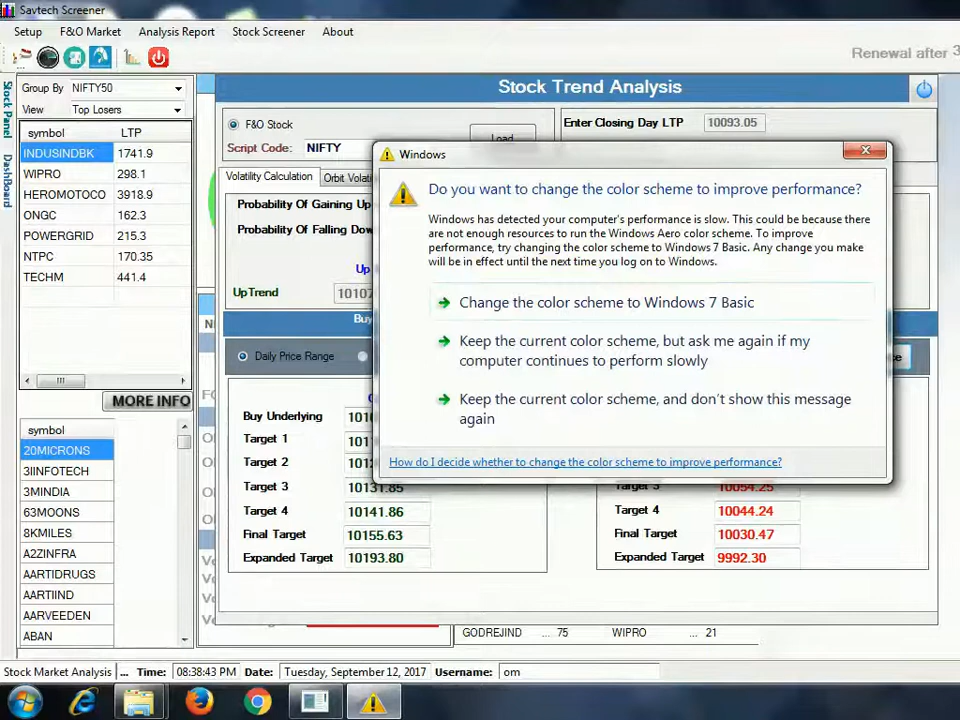 Savtech Screener
Setup F&O Market Analysis Report Stock Screener About
Renewal after 3
Stock Panel
DashBoard
Group By NIFTY50
View Top Losers
symbol LTP
INDUSINDBK 1741.9
WIPRO 298.1
HEROMOTOCO 3918.9
ONGC 162.3
POWERGRID 215.3
NTPC 170.35
TECHM 441.4
MORE INFO
symbol
20MICRONS
3IINFOTECH
3MINDIA
63MOONS
8KMILES
A2ZINFRA
AARTIDRUGS
AARTIIND
AARVEEDEN
ABAN
Stock Trend Analysis
F&O Stock
Script Code: NIFTY
Load
Enter Closing Day LTP 10093.05
Volatility Calculation Orbit Volati
Probability Of Gaining Up
Probability Of Falling Dow
Up
UpTrend 10107
Buy
Daily Price Range
Buy Underlying
Target 1
Target 2
Target 3 10131.85
Target 4 10141.86
Final Target 10155.63
Expanded Target 10193.80
Target 3 10054.25
Target 4 10044.24
Final Target 10030.47
Expanded Target 9992.30
GODREJIND ... 75 WIPRO ... 21
Windows
Do you want to change the color scheme to improve performance?
Windows has detected your computer's performance is slow. This could be because there
are not enough resources to run the Windows Aero color scheme. To improve
performance, try changing the color scheme to Windows 7 Basic. Any change you make
will be in effect until the next time you log on to Windows.
Change the color scheme to Windows 7 Basic
Keep the current color scheme, but ask me again if my
computer continues to perform slowly
Keep the current color scheme, and don't show this message
again
How do I decide whether to change the color scheme to improve performance?
Stock Market Analysis ... Time: 08:38:43 PM Date: Tuesday, September 12, 2017 Username: om